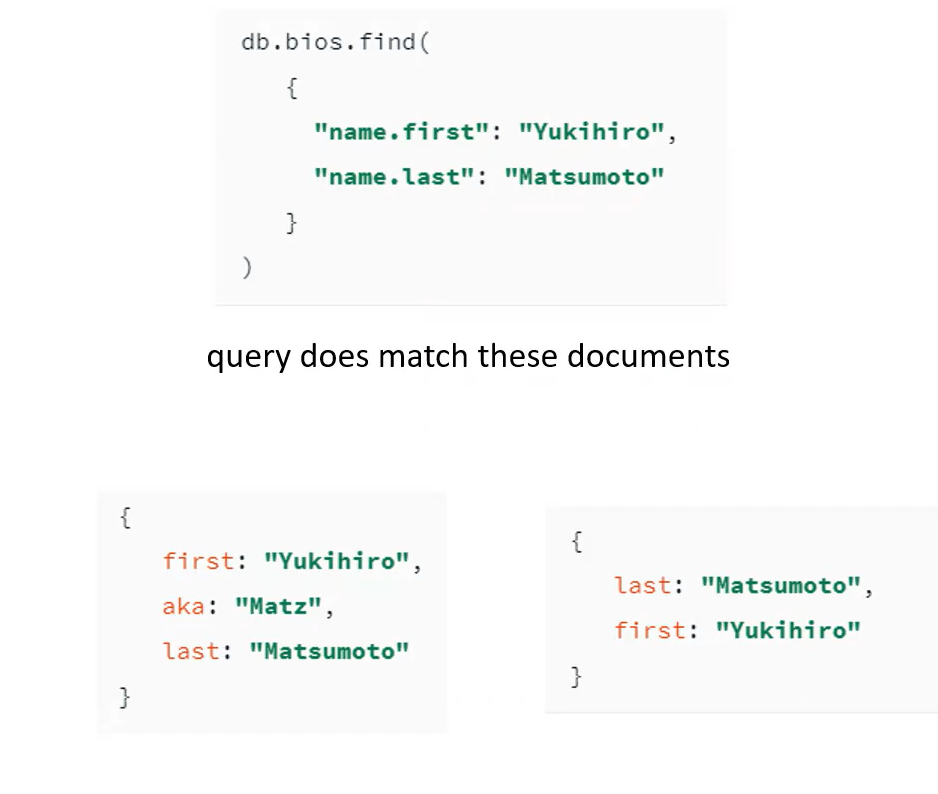 db.bios.find(
{
"name.first": "Yukihiro",
"name.last": "Matsumoto"
}
)
query does match these documents
{
first: "Yukihiro",
aka: "Matz",
last: "Matsumoto"
}
{
last: "Matsumoto",
first: "Yukihiro"
}